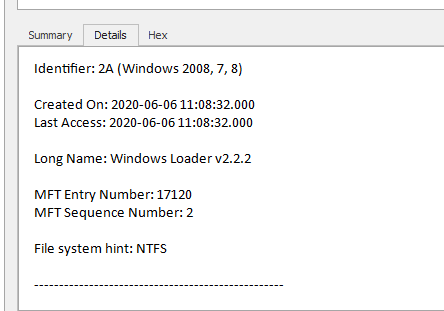 Summary Details Hex
Identifier: 2A (Windows 2008, 7, 8)
Created On: 2020-06-06 11:08:32.000
Last Access: 2020-06-06 11:08:32.000
Long Name: Windows Loader v2.2.2
MFT Entry Number: 17120
MFT Sequence Number: 2
File system hint: NTFS
--------------------------------------------------